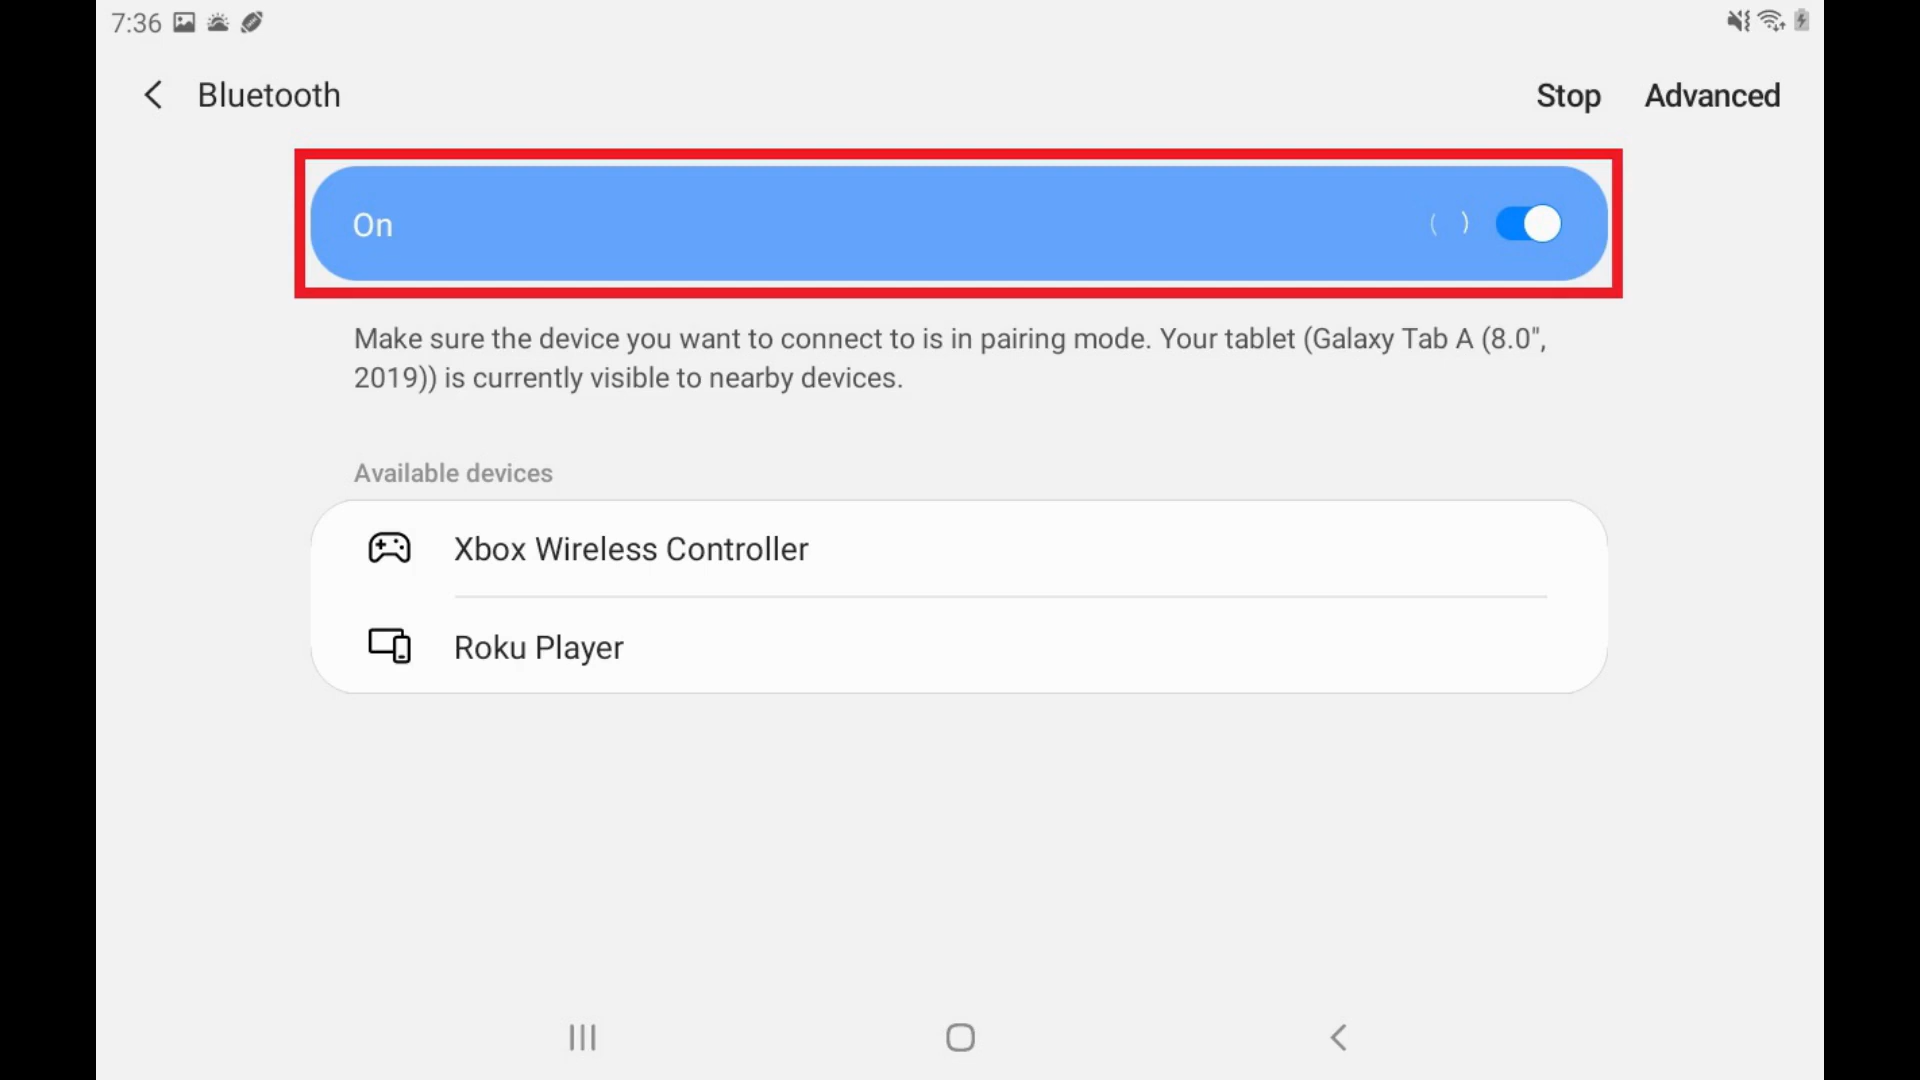 7:36
Bluetooth
Stop
Advanced
On
Make sure the device you want to connect to is in pairing mode. Your tablet (Galaxy Tab A (8.0",
2019)) is currently visible to nearby devices.
Available devices
Xbox Wireless Controller
Roku Player